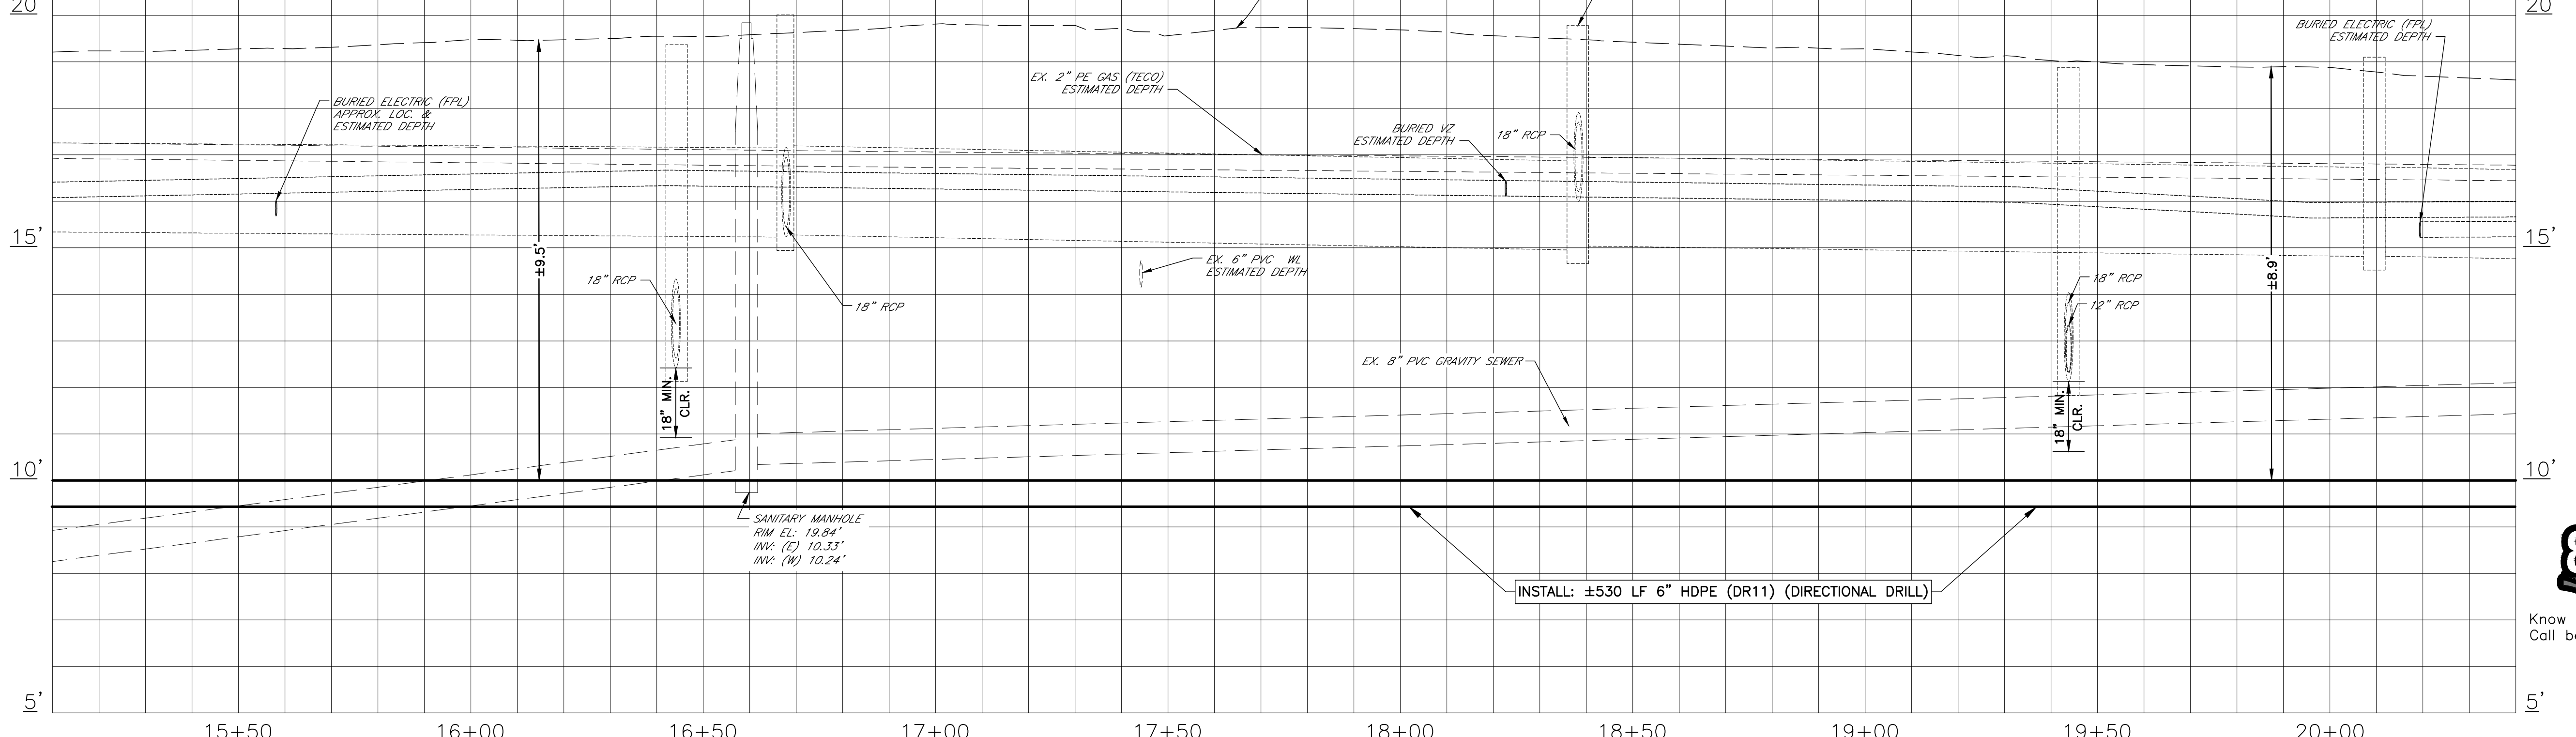 20
20
BURIED ELECTRIC (FPL)
ESTIMATED DEPTH
EX. 2" PE GAS (TECO)
ESTIMATED DEPTH
BURIED ELECTRIC (FPL)
APPROX. LOC. &
ESTIMATED DEPTH
BURIED VZ
ESTIMATED DEPTH
18" RCP
15'
15'
±9.5'
±8.9'
EX. 6" PVC WL
ESTIMATED DEPTH
18" RCP
18" RCP
18" RCP
12" RCP
EX. 8" PVC GRAVITY SEWER
18" MIN.
CLR.
18" MIN.
CLR.
10'
10'
SANITARY MANHOLE
RIM EL: 19.84'
INV: (E) 10.33'
INV: (W) 10.24'
INSTALL: ±530 LF 6" HDPE (DR11) (DIRECTIONAL DRILL)
Know
Call
5'
5'
15+50
16+00
16+50
17+00
17+50
18+00
18+50
19+00
19+50
20+00